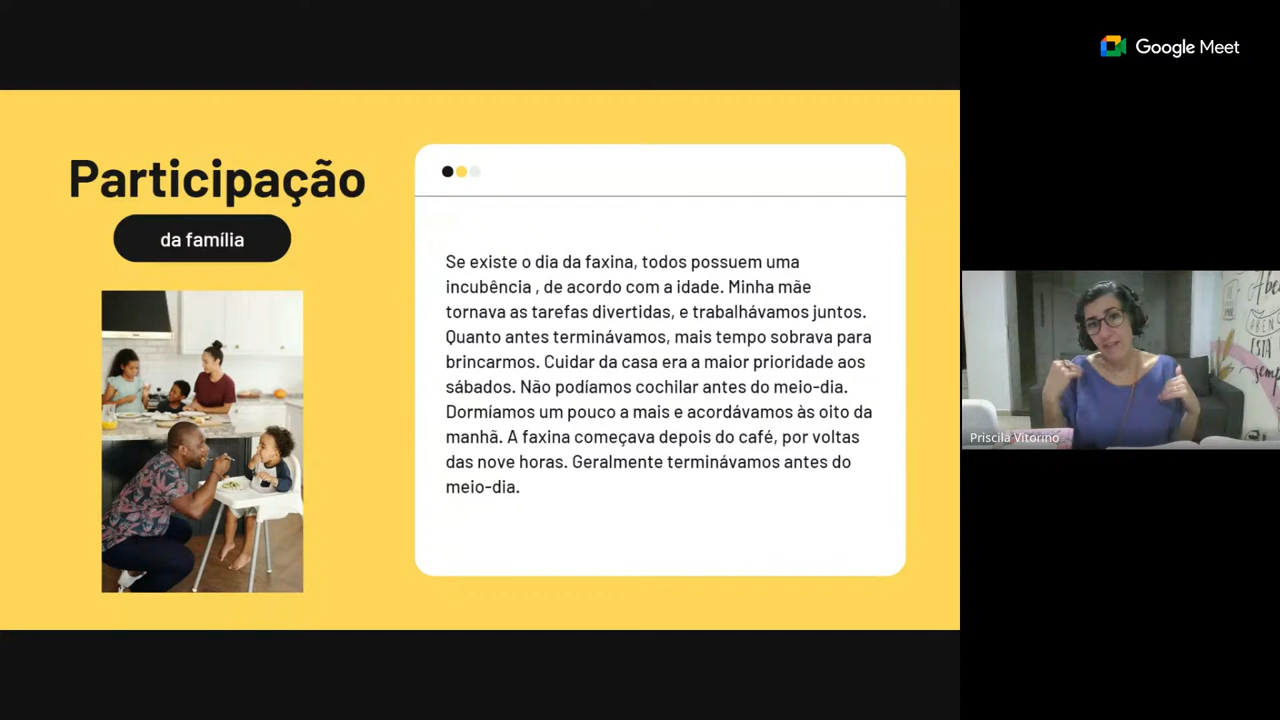 Google Meet
Participação
da família
Se existe o dia da faxina, todos possuem uma
incubência , de acordo com a idade. Minha mãe
tornava as tarefas divertidas, e trabalhávamos juntos.
Quanto antes terminávamos, mais tempo sobrava para
brincarmos. Cuidar da casa era a maior prioridade aos
sábados. Não podíamos cochilar antes do meio-dia.
Dormíamos um pouco a mais e acordávamos às oito da
manhã. A faxina começava depois do café, por voltas
das nove horas. Geralmente terminávamos antes do
meio-dia.
Priscila Vitorino